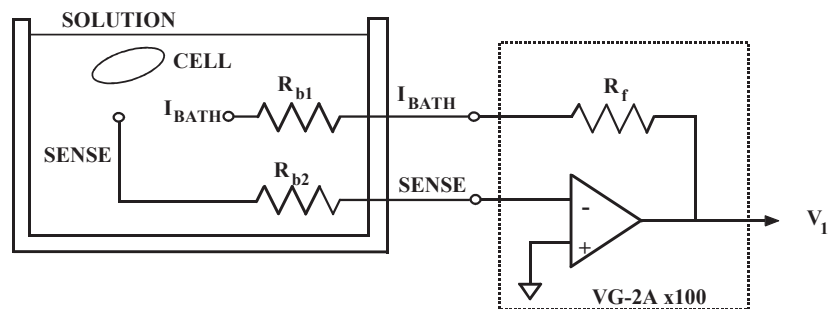 SOLUTION
CELL
R_b1
I_BATH
I_BATH
R_f
SENSE
R_b2
SENSE
-
+
V_1
VG-2A x100